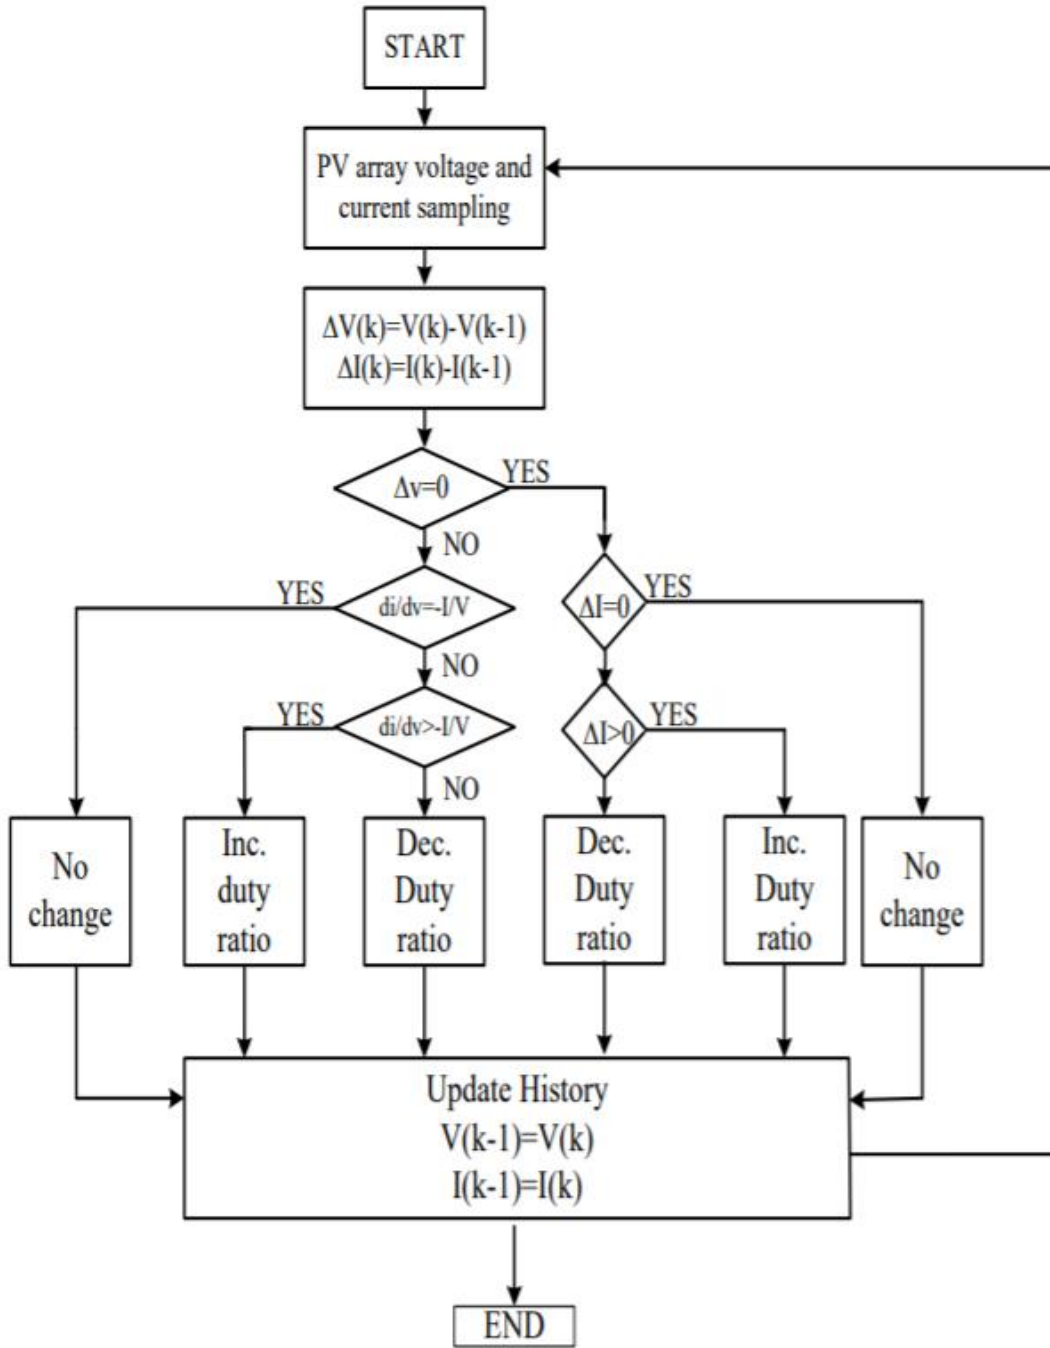 START
PV array voltage and
current sampling
ΔV(k)=V(k)-V(k-1)
ΔI(k)=I(k)-I(k-1)
Δv=0
YES
NO
YES
di/dv=-I/V
ΔI=0
YES
NO
YES
di/dv>-I/V
ΔI>0
YES
NO
No
change
Inc.
duty
ratio
Dec.
Duty
ratio
Dec.
Duty
ratio
Inc.
Duty
ratio
No
change
Update History
V(k-1)=V(k)
I(k-1)=I(k)
END